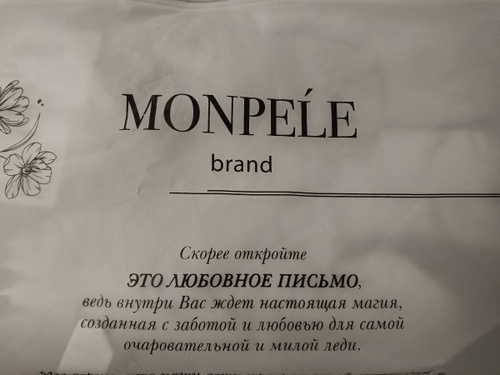 MONPEĹE
brand
Скорее откройте
ЭТО ЛЮБОВНОЕ ПИСЬМО,
ведь внутри Вас ждет настоящая магия,
созданная с заботой и любовью для самой
очаровательной и милой леди.